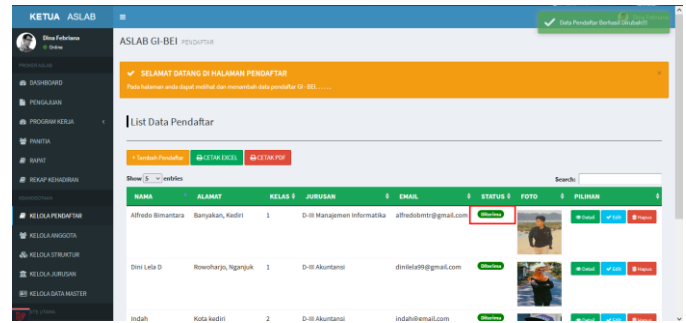 KETUA ASLAB
Data Pendaftar Berhasil Dirubah!!!
Dina Febriana
Online
ASLAB GI-BEI PENDAFTAR
DASHBOARD
PENGAJUAN
PROGRAM KERJA
PANITIA
RAPAT
REKAP KEHADIRAN
KELOLA PENDAFTAR
KELOLA ANGGOTA
KELOLA STRUKTUR
KELOLA JURUSAN
KELOLA DATA MASTER
SELAMAT DATANG DI HALAMAN PENDAFTAR
Pada halaman anda dapat melihat dan menambah data pendaftar GI- BEI......
List Data Pendaftar
+Tambah Pendaftar CETAK EXCEL CETAK PDF
Show 5 entries Search:
NAMA ALAMAT KELAS JURUSAN EMAIL STATUS FOTO PILIHAN
Alfredo Bimantara Banyakan, Kediri 1 D-III Manajemen Informatika alfredobmtr@gmail.com Diterima Detail Edit Hapus
Dini Lela D Rowoharjo, Nganjuk 1 D-III Akuntansi dinilela99@gmail.com Diterima Detail Edit Hapus
Indah Kota kediri 2 D-III Akuntansi indah@gmail.com Diterima Detail Edit Hapus